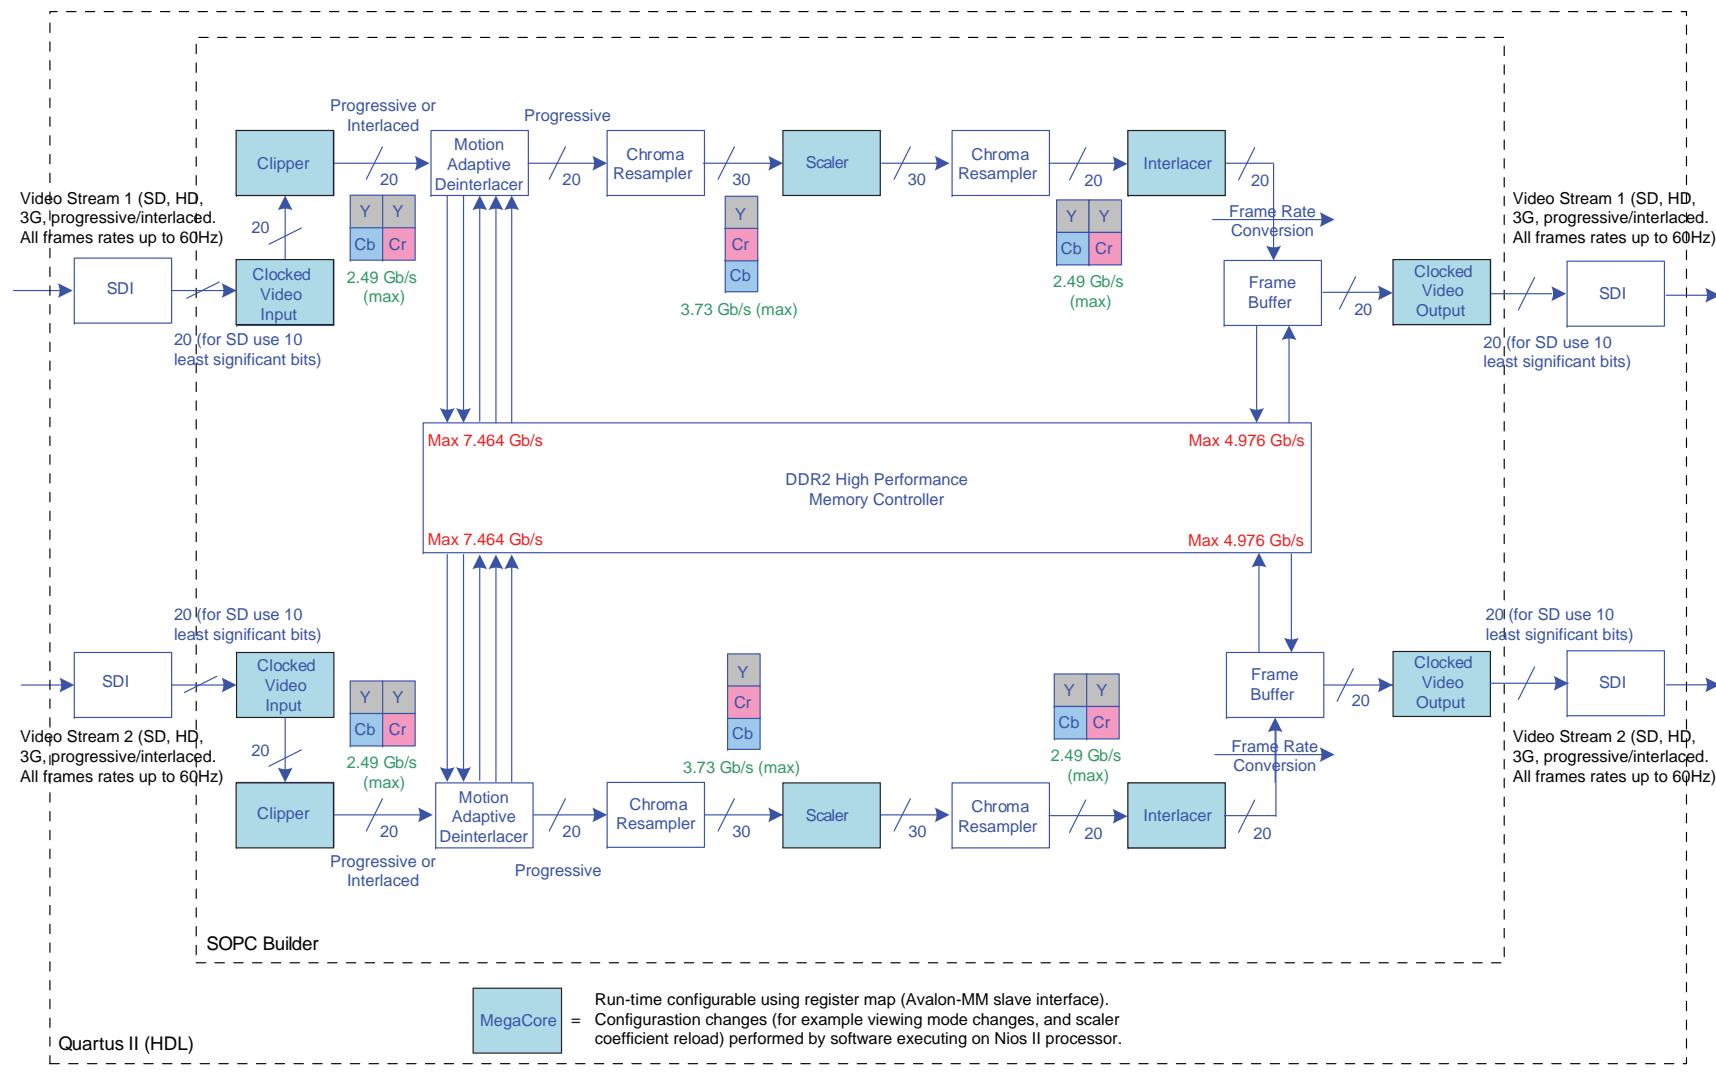 Progressive or
Interlaced
Progressive
Clipper
20
Motion
Adaptive
Deinterlacer
20
Chroma
Resampler
30
Scaler
30
Chroma
Resampler
20
Interlacer
20
Video Stream 1 (SD, HD,
3G, progressive/interlaced.
All frames rates up to 60Hz)
20
Y Y
Cb Cr
2.49 Gb/s
(max)
Y
Cr
Cb
3.73 Gb/s (max)
Y Y
Cb Cr
2.49 Gb/s
(max)
Frame Rate
Conversion
Video Stream 1 (SD, HD,
3G, progressive/interlaced.
All frames rates up to 60Hz)
SDI
Clocked
Video
Input
20 (for SD use 10
least significant bits)
Frame
Buffer
20
Clocked
Video
Output
SDI
20 (for SD use 10
least significant bits)
Max 7.464 Gb/s
Max 4.976 Gb/s
DDR2 High Performance
Memory Controller
Max 7.464 Gb/s
Max 4.976 Gb/s
20 (for SD use 10
least significant bits)
SDI
Clocked
Video
Input
Y Y
Cb Cr
2.49 Gb/s
(max)
Y
Cr
Cb
3.73 Gb/s (max)
Y Y
Cb Cr
2.49 Gb/s
(max)
Frame
Buffer
20
Clocked
Video
Output
20 (for SD use 10
least significant bits)
SDI
Video Stream 2 (SD, HD,
3G, progressive/interlaced.
All frames rates up to 60Hz)
20
Frame Rate
Conversion
Video Stream 2 (SD, HD,
3G, progressive/interlaced.
All frames rates up to 60Hz)
Clipper
20
Motion
Adaptive
Deinterlacer
20
Chroma
Resampler
30
Scaler
30
Chroma
Resampler
20
Interlacer
20
Progressive or
Interlaced
Progressive
SOPC Builder
MegaCore
=
Run-time configurable using register map (Avalon-MM slave interface).
Configurastion changes (for example viewing mode changes, and scaler
coefficient reload) performed by software executing on Nios II processor.
Quartus II (HDL)